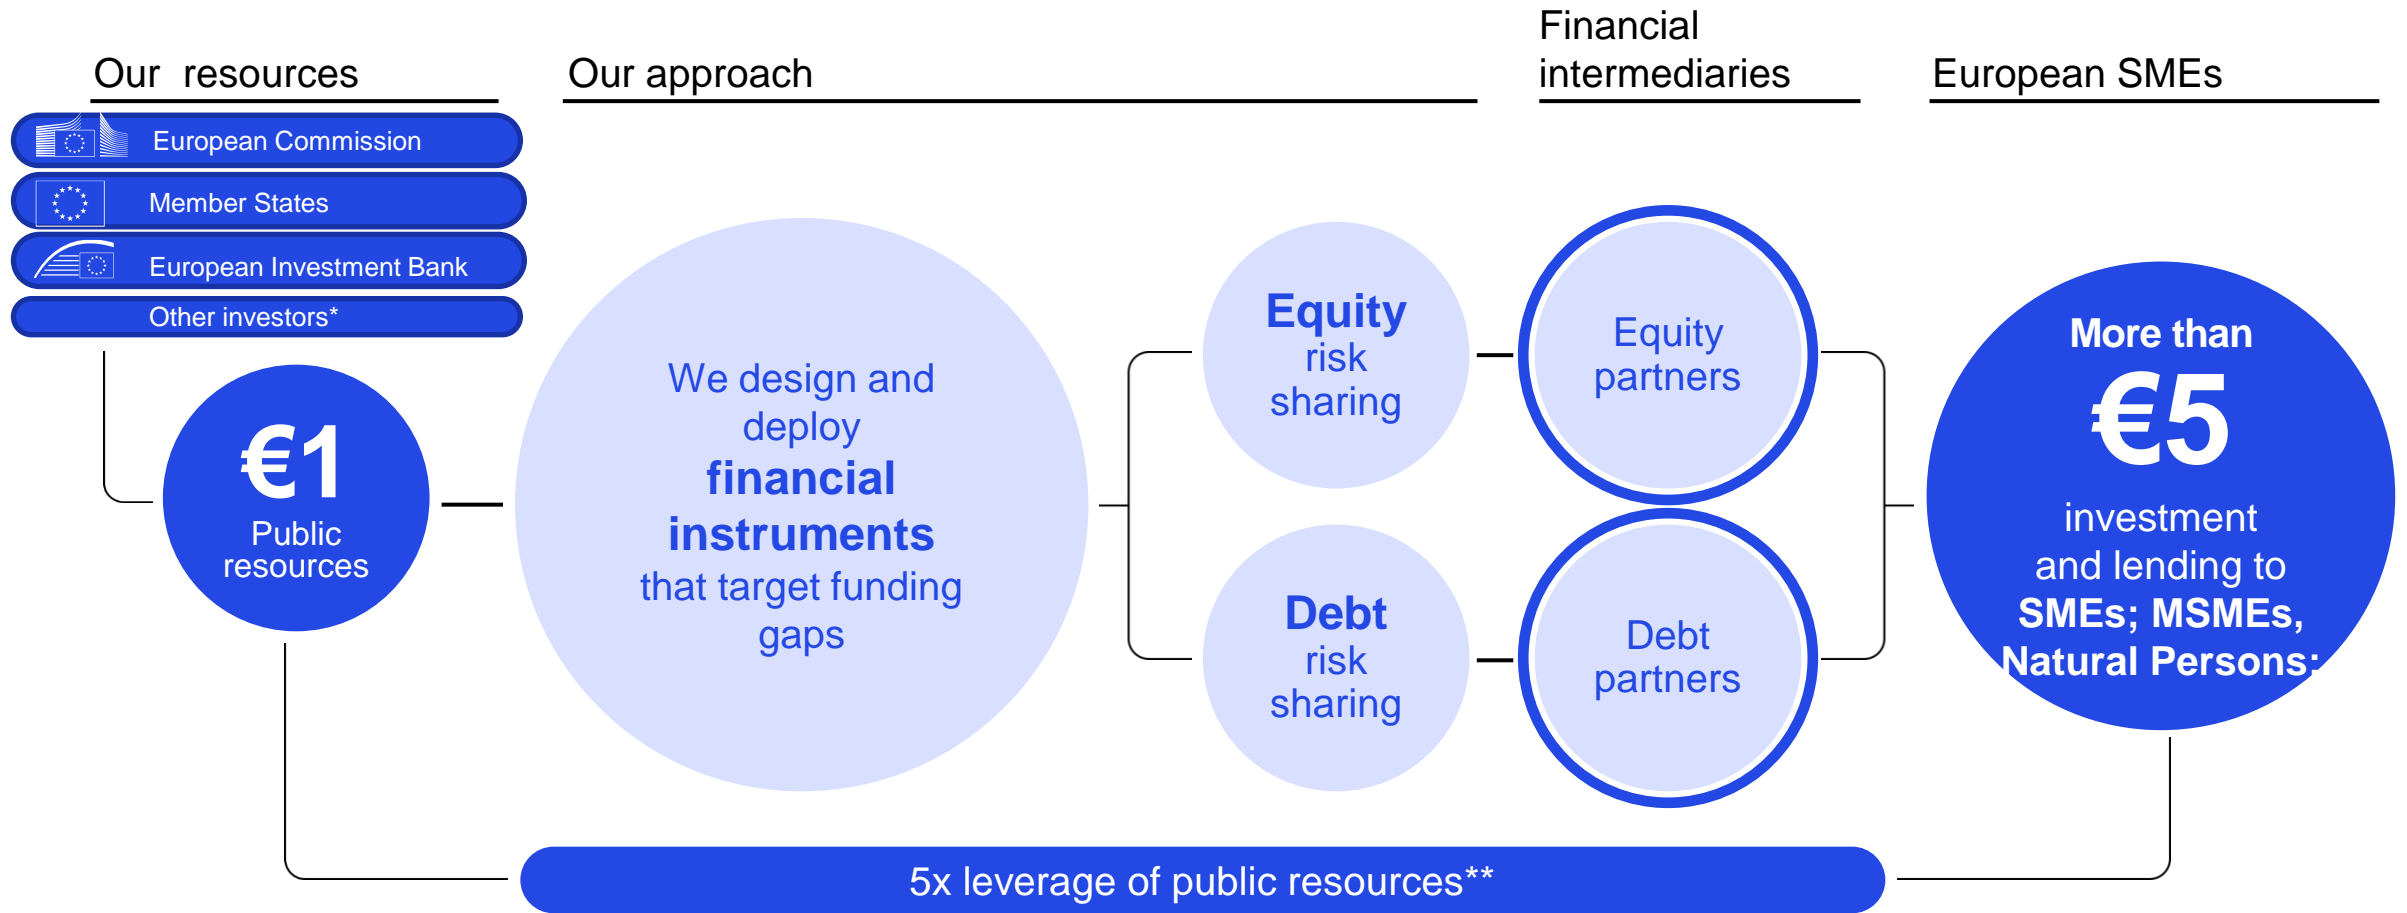 Our resources
Our approach
Financial
intermediaries
European SMEs
European Commission
Member States
European Investment Bank
Other investors*
€1
Public
resources
We design and
deploy
financial
instruments
that target funding
gaps
Equity
risk
sharing
Debt
risk
sharing
Equity
partners
Debt
partners
More than
€5
investment
and lending to
SMEs; MSMEs,
Natural Persons;
5x leverage of public resources**